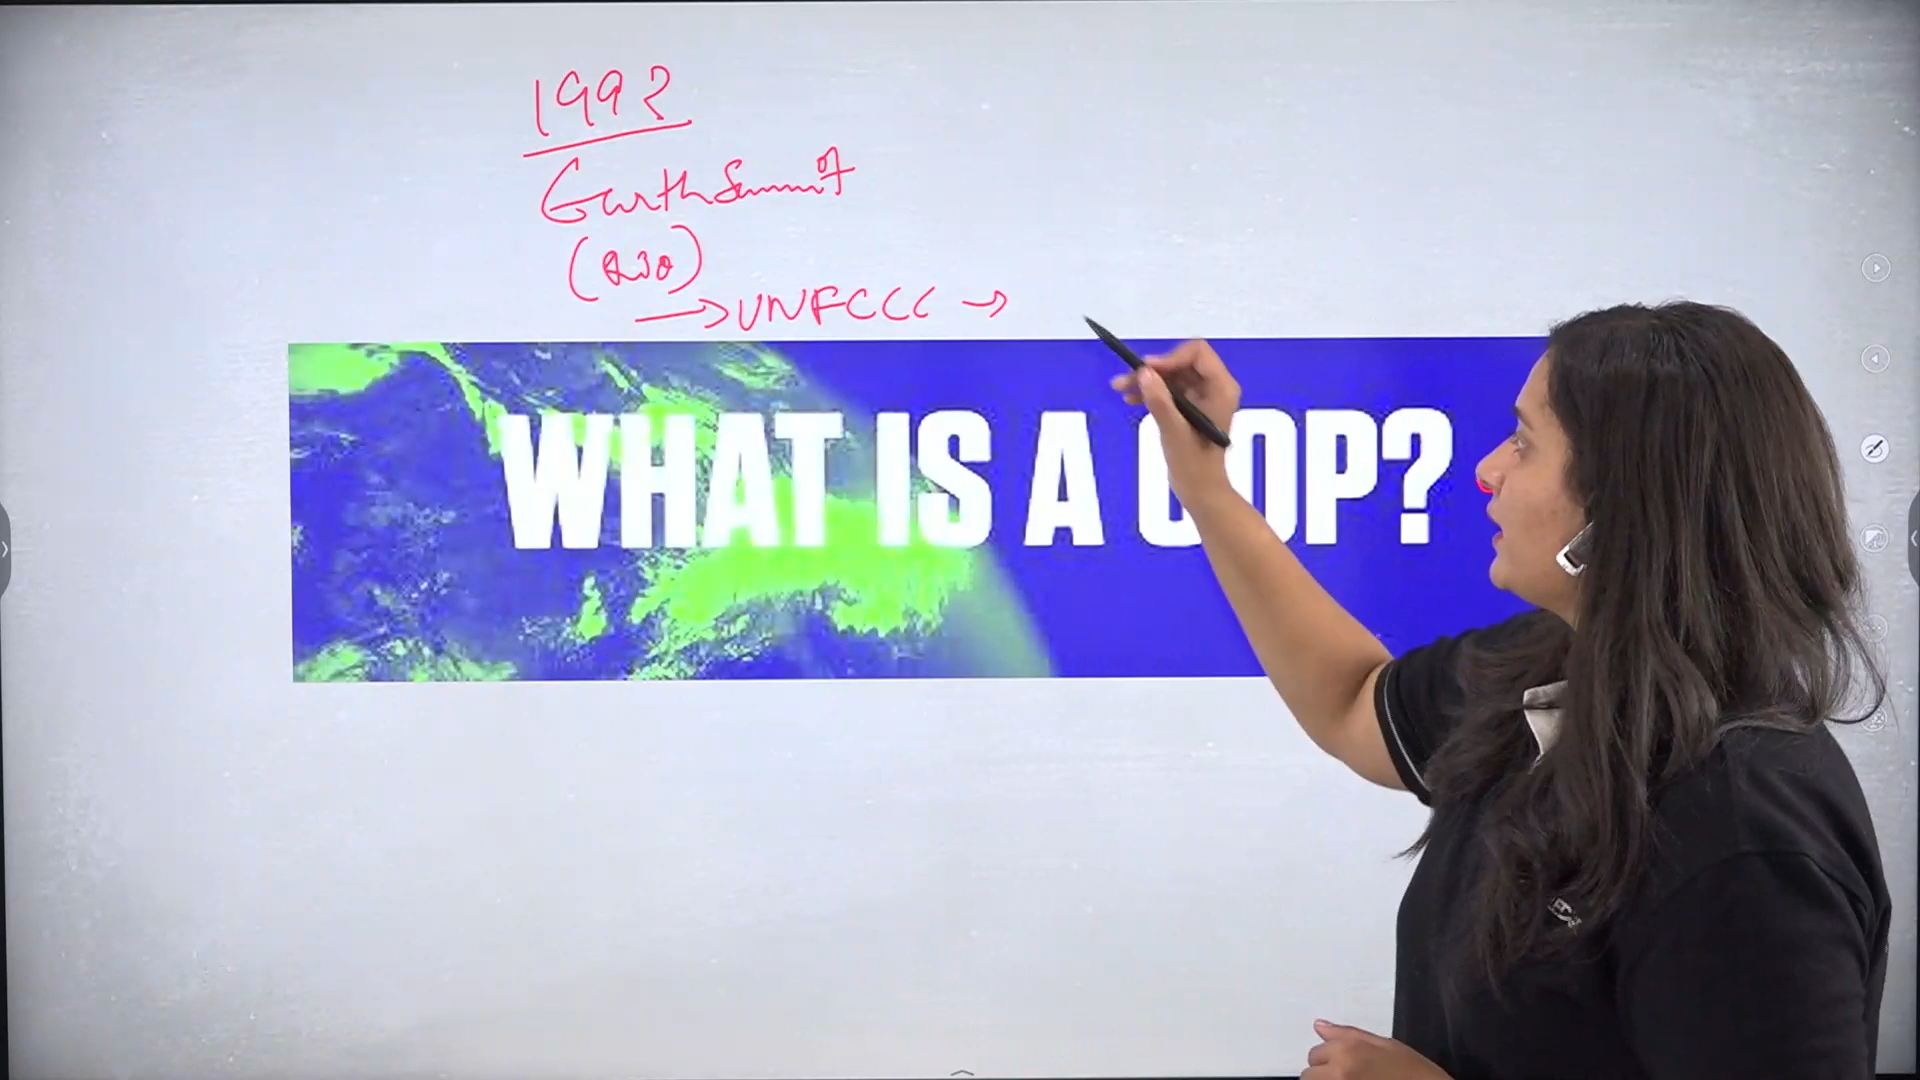 1992
Earth Summit
(Rio)
→ UNFCCC →
WHAT IS A COP?